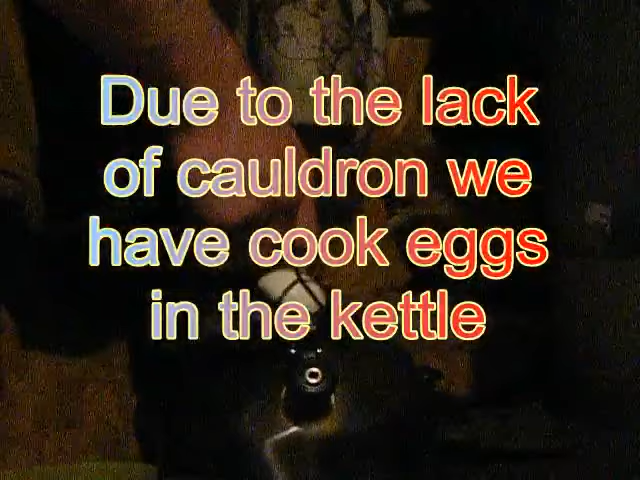 Due to the lack
of cauldron we
have cook eggs
in the kettle